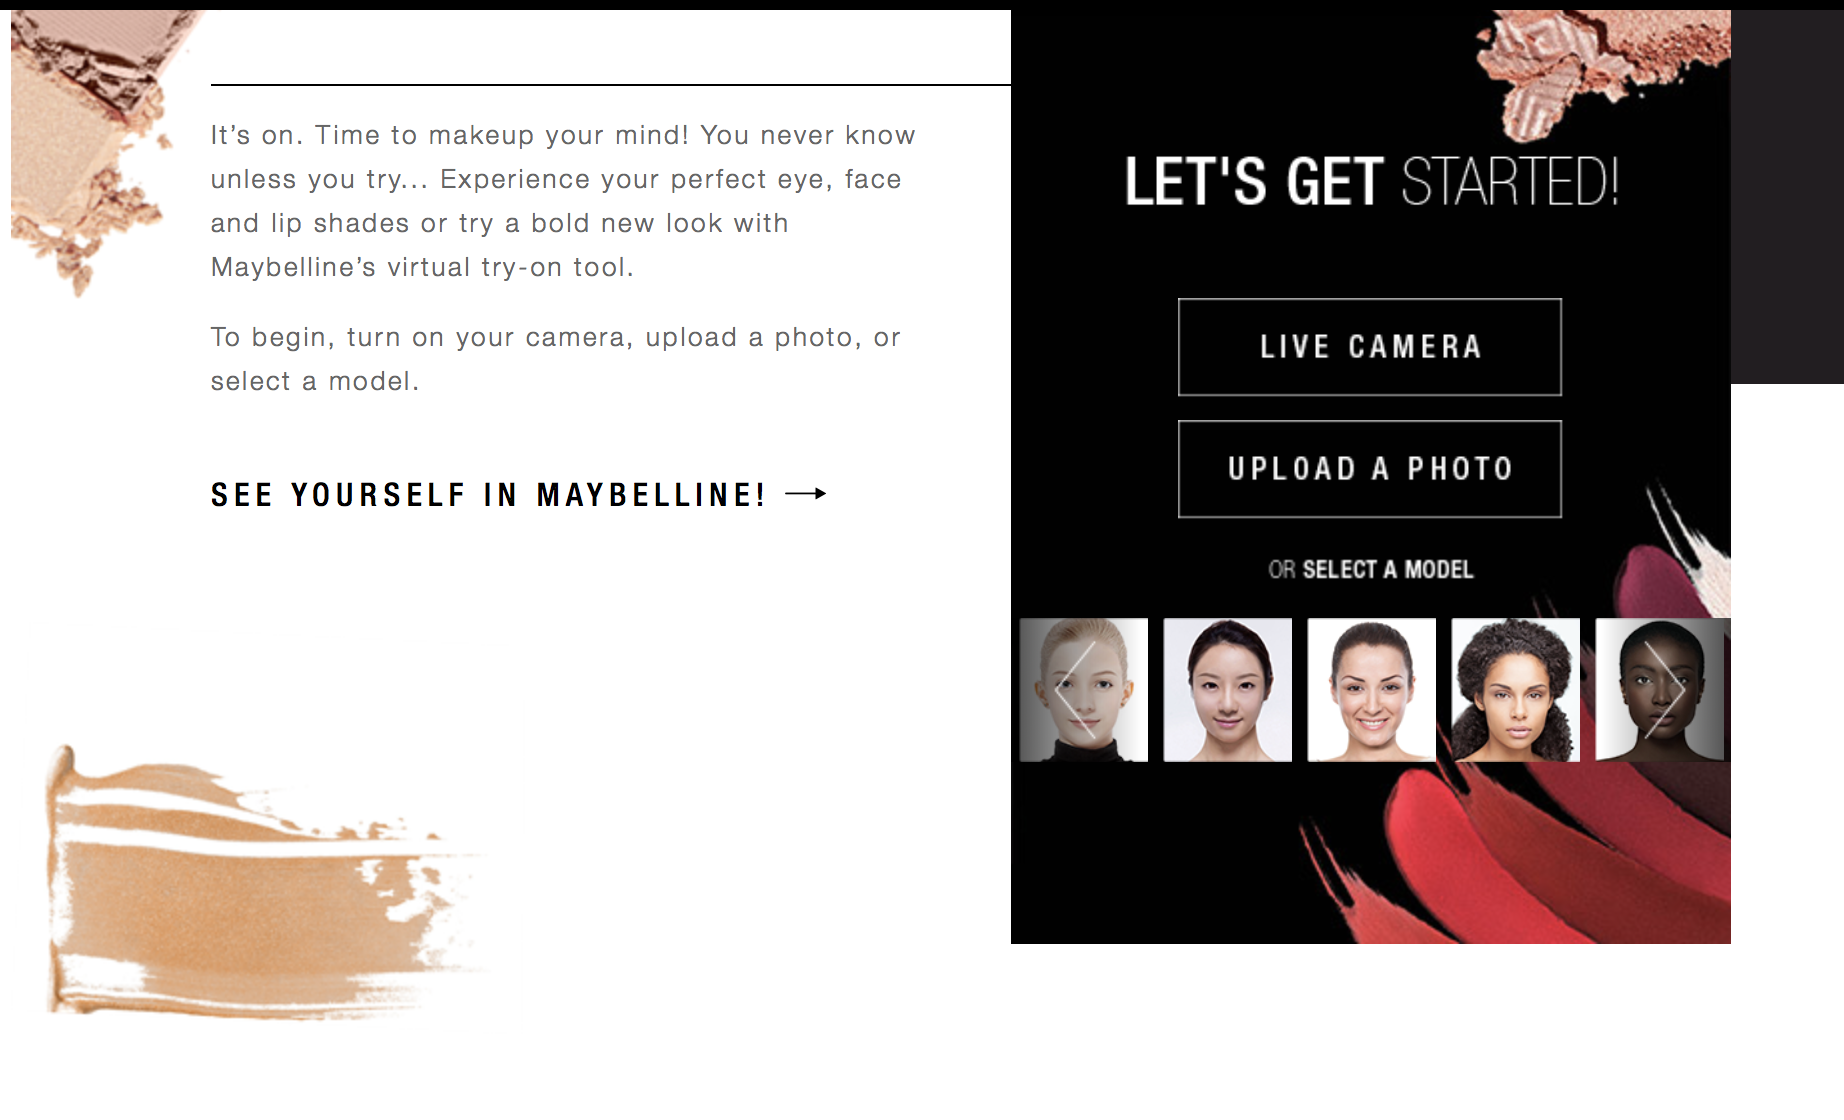 It’s on. Time to makeup your mind! You never know
unless you try... Experience your perfect eye, face
and lip shades or try a bold new look with
Maybelline’s virtual try-on tool.
To begin, turn on your camera, upload a photo, or
select a model.
SEE YOURSELF IN MAYBELLINE!
LET'S GET STARTED!
LIVE CAMERA
UPLOAD A PHOTO
OR SELECT A MODEL